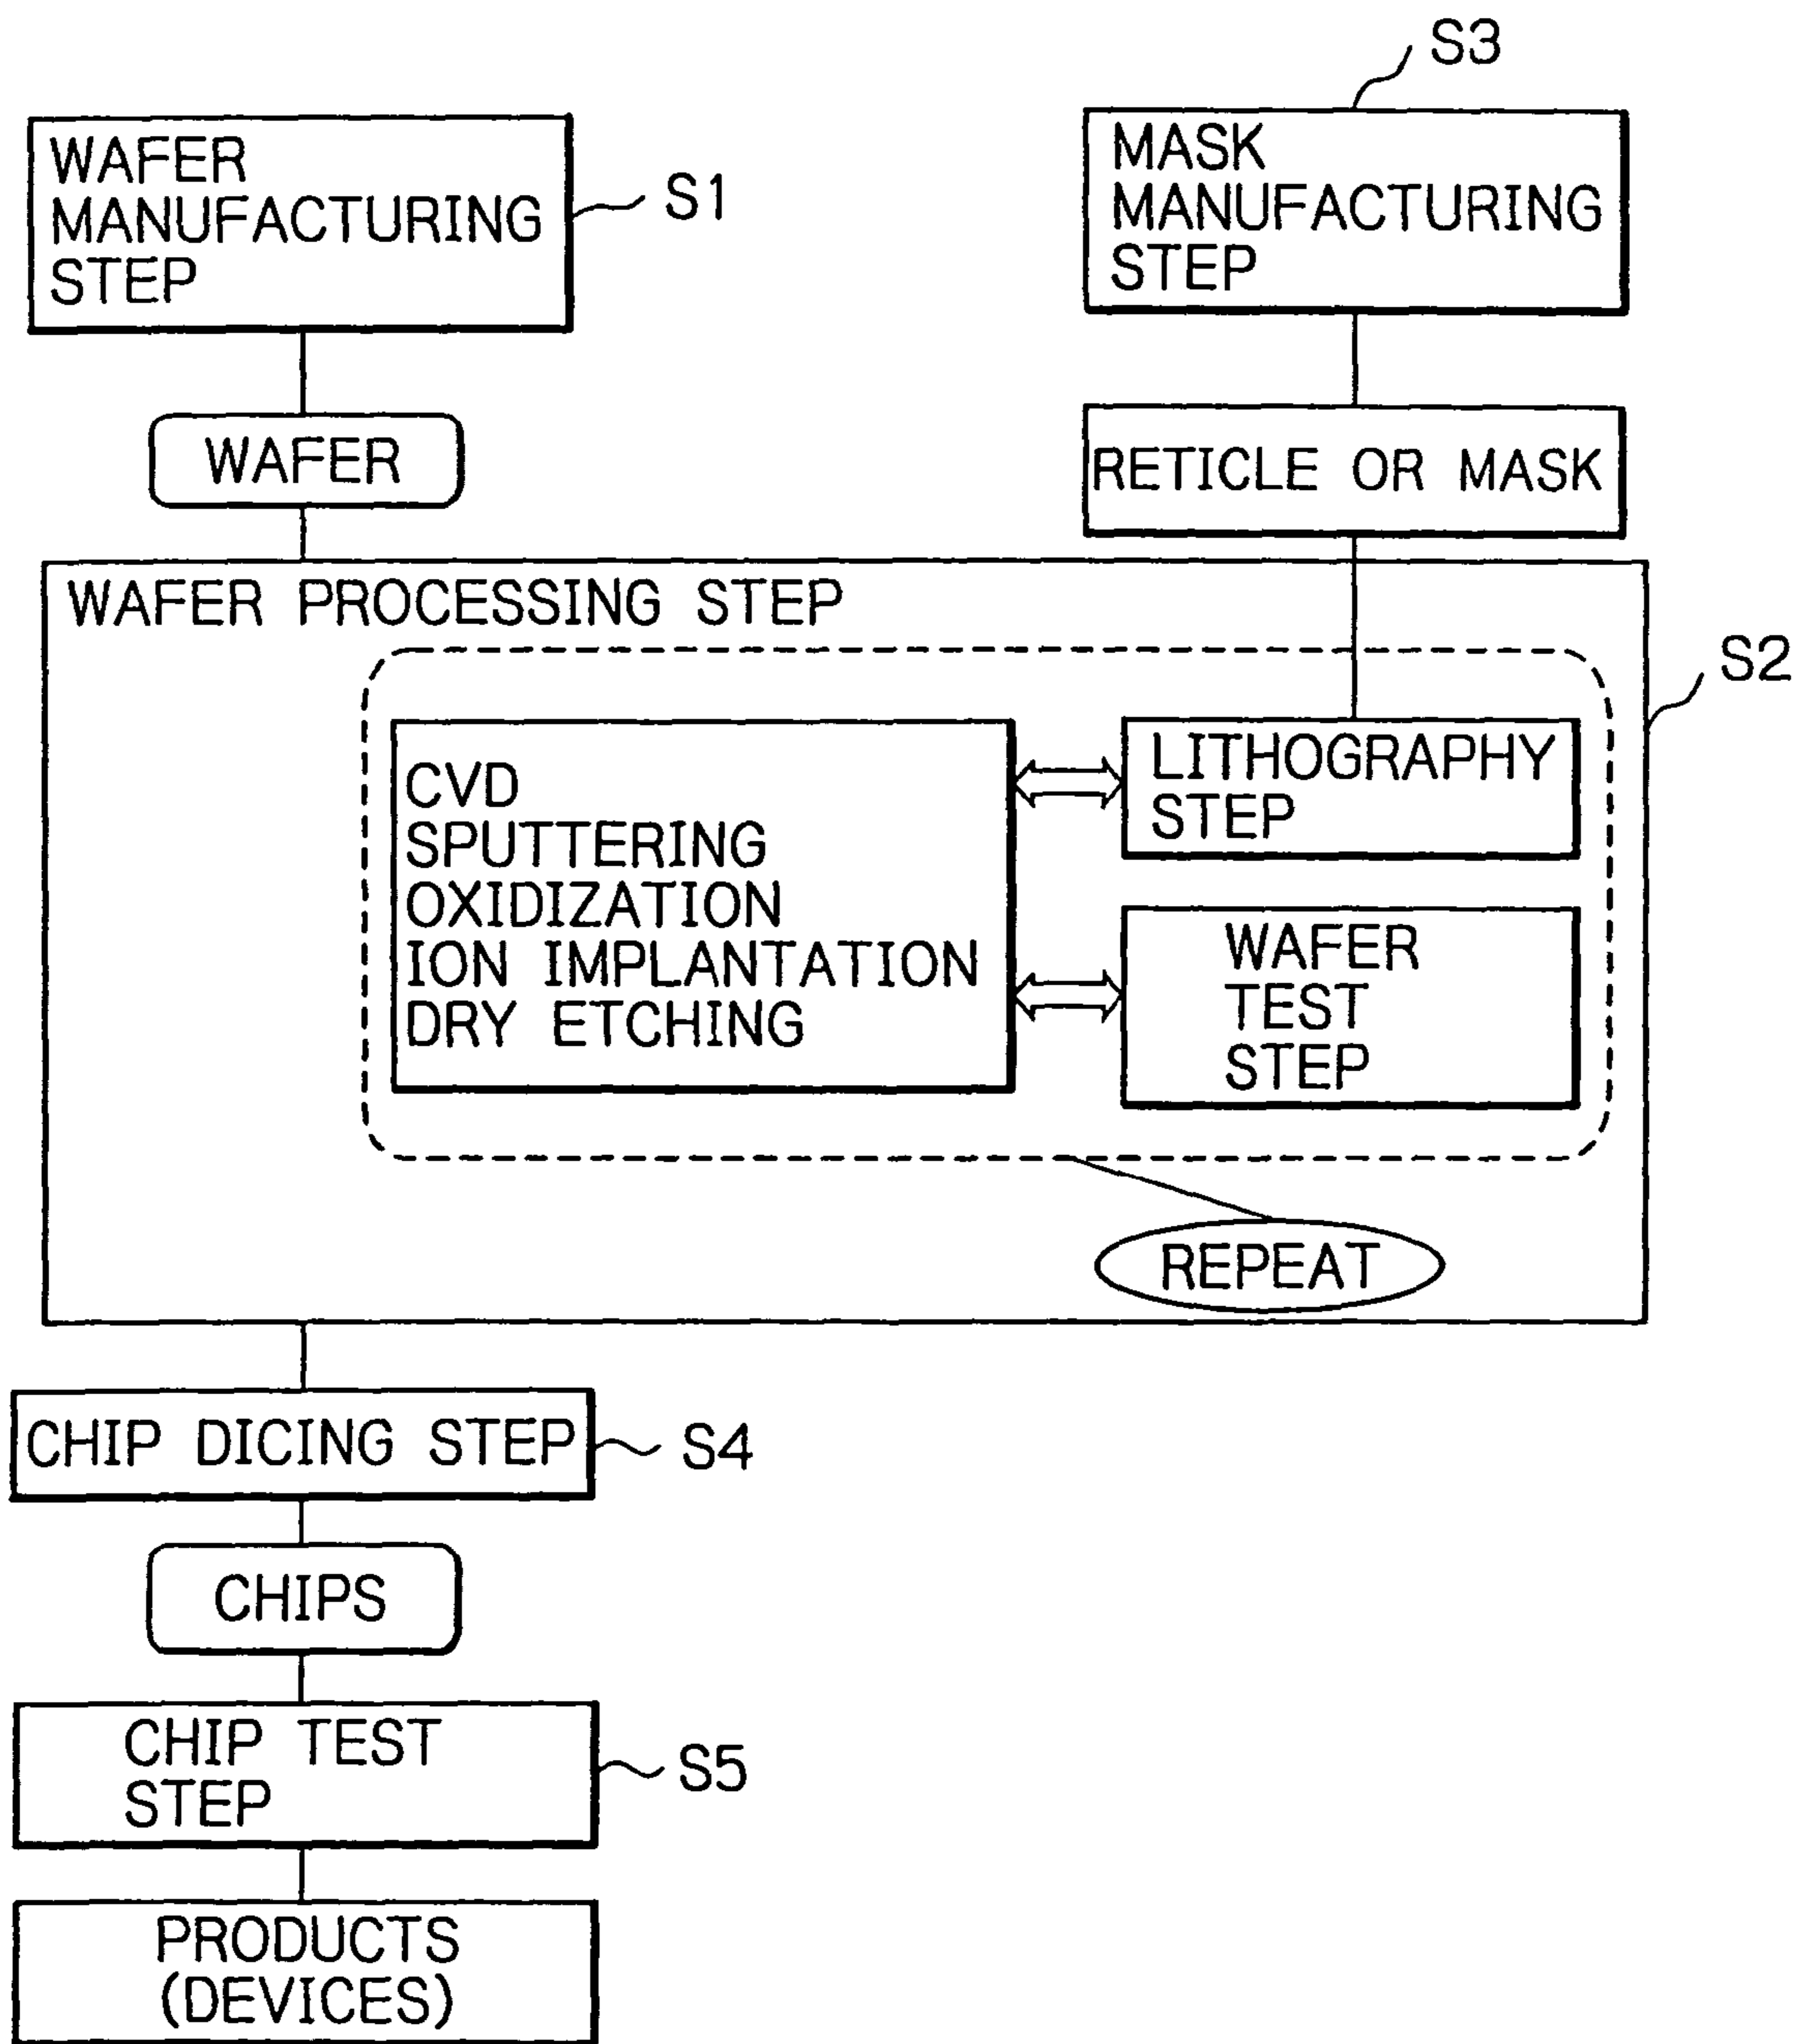 S3
WAFER
MANUFACTURING
STEP
S1
MASK
MANUFACTURING
STEP
WAFER
RETICLE OR MASK
WAFER PROCESSING STEP
S2
CVD
SPUTTERING
OXIDIZATION
ION IMPLANTATION
DRY ETCHING
LITHOGRAPHY
STEP
WAFER
TEST
STEP
REPEAT
CHIP DICING STEP
S4
CHIPS
CHIP TEST
STEP
S5
PRODUCTS
(DEVICES)